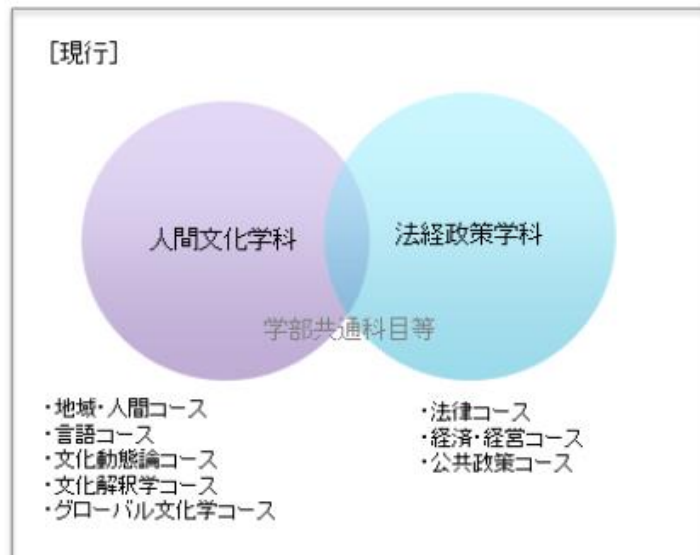 [現行]
人間文化学科
法経政策学科
学部共通科目等
・地域・人間コース
・言語コース
・文化動態論コース
・文化解釈学コース
・グローバル文化学コース
・法律コース
・経済・経営コース
・公共政策コース